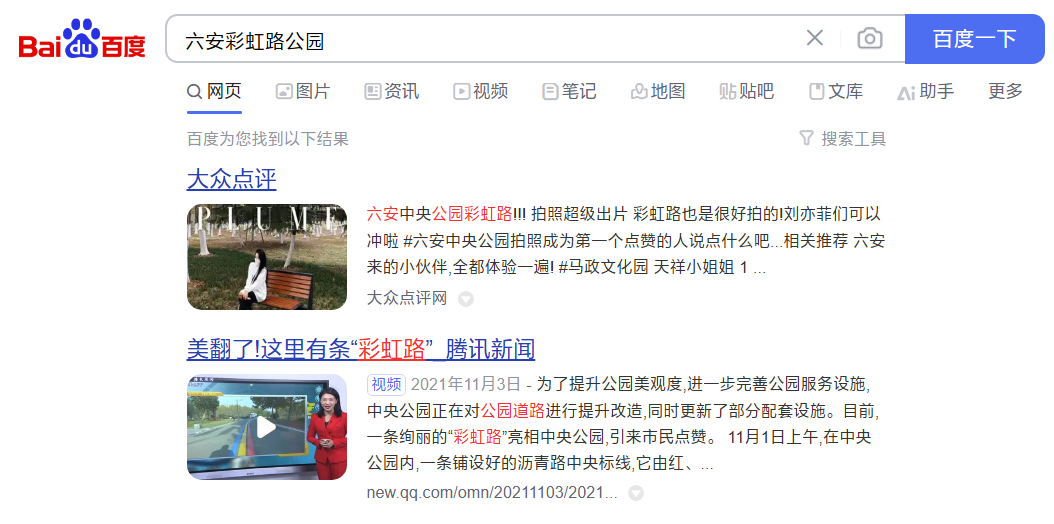 Bai du 百度
六安彩虹路公园
百度一下
网页 图片 资讯 视频 笔记 地图 贴吧 文库 助手 更多
百度为您找到以下结果
搜索工具
大众点评
PLUME
六安中央公园彩虹路!!! 拍照超级出片 彩虹路也是很好拍的!刘亦菲们可以
冲啦 #六安中央公园拍照成为第一个点赞的人说点什么吧...相关推荐 六安
来的小伙伴,全都体验一遍! #马政文化园 天祥小姐姐 1 ...
大众点评网
美翻了!这里有条“彩虹路”_腾讯新闻
视频 2021年11月3日 - 为了提升公园美观度,进一步完善公园服务设施,
中央公园正在对公园道路进行提升改造,同时更新了部分配套设施。目前,
一条绚丽的“彩虹路”亮相中央公园,引来市民点赞。 11月1日上午,在中央
公园内,一条铺设好的沥青路中央标线,它由红、...
new.qq.com/omn/20211103/2021...